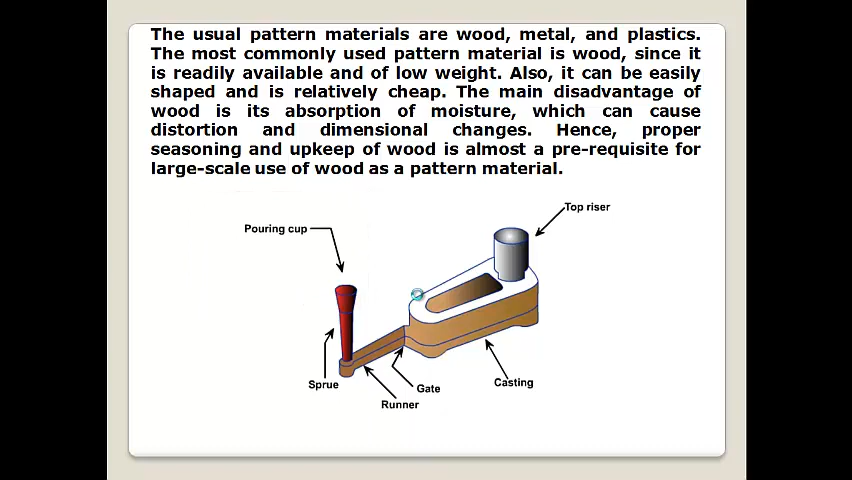 The usual pattern materials are wood, metal, and plastics.
The most commonly used pattern material is wood, since it
is readily available and of low weight. Also, it can be easily
shaped and is relatively cheap. The main disadvantage of
wood is its absorption of moisture, which can cause
distortion and dimensional changes. Hence, proper
seasoning and upkeep of wood is almost a pre-requisite for
large-scale use of wood as a pattern material.
Top riser
Pouring cup
Sprue
Gate
Casting
Runner